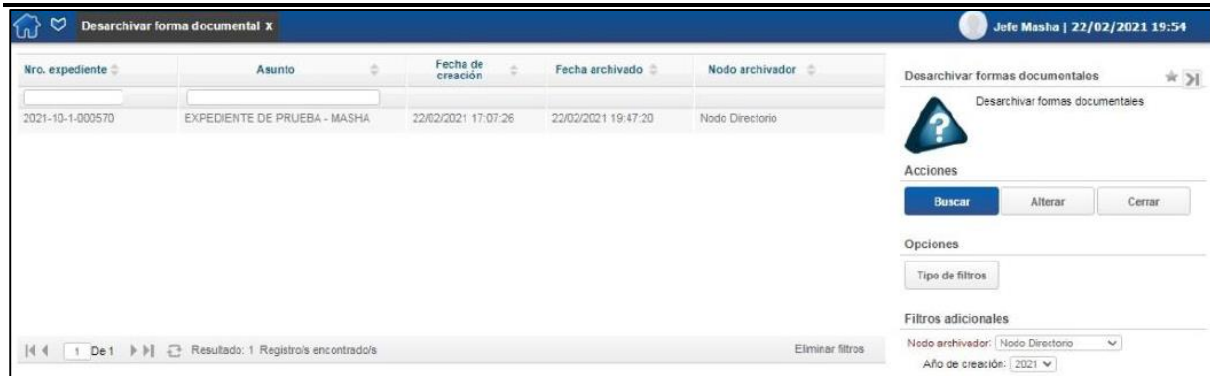 Desarchivar forma documental x
Jefe Masha | 22/02/2021 19:54
Nro. expediente Asunto Fecha de creación Fecha archivado Nodo archivador
2021-10-1-000570 EXPEDIENTE DE PRUEBA - MASHA 22/02/2021 17:07:26 22/02/2021 19:47:20 Nodo Directorio
1 De 1 Resultado: 1 Registro/s encontrado/s Eliminar filtros
Desarchivar formas documentales
Desarchivar formas documentales
?
Acciones
Buscar Alterar Cerrar
Opciones
Tipo de filtros
Filtros adicionales
Nodo archivador: Nodo Directorio
Año de creación: 2021